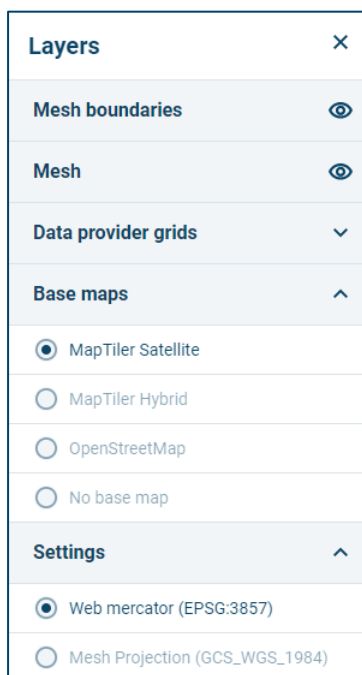 Layers
Mesh boundaries
Mesh
Data provider grids
Base maps
MapTiler Satellite
MapTiler Hybrid
OpenStreetMap
No base map
Settings
Web mercator (EPSG:3857)
Mesh Projection (GCS_WGS_1984)